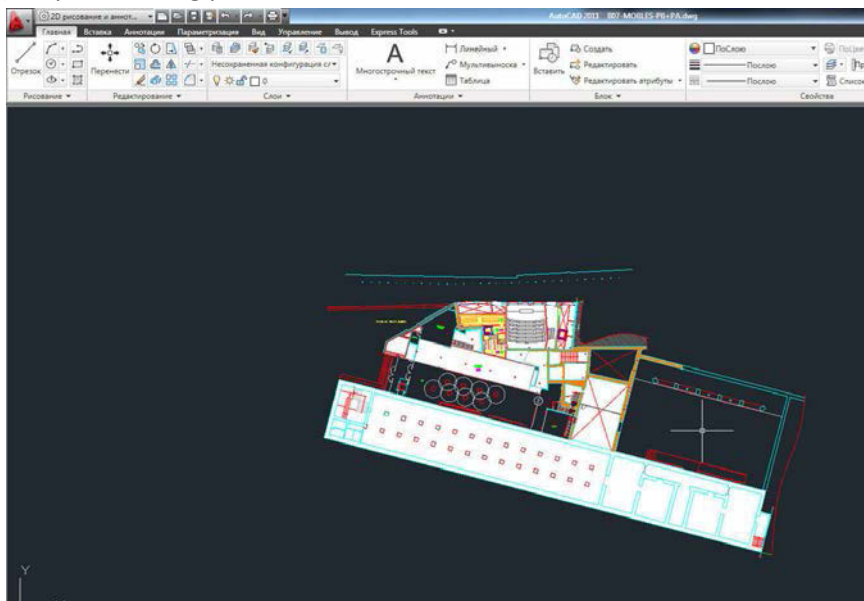 2D рисование и аннот...
AutoCAD 2011 B07-MOBLES-PB+PA.dwg
Главная Вставка Аннотации Параметризация Вид Управление Вывод Express Tools
Отрезок
Перенести
Несохраненная конфигурация сл
0
Многострочный текст
Линейный
Мультивыноска
Таблица
Вставить
Создать
Редактировать
Редактировать атрибуты
ПоСлою
Послою
Послою
Список
Рисование Редактирование Слои Аннотации Блок Свойства
Y